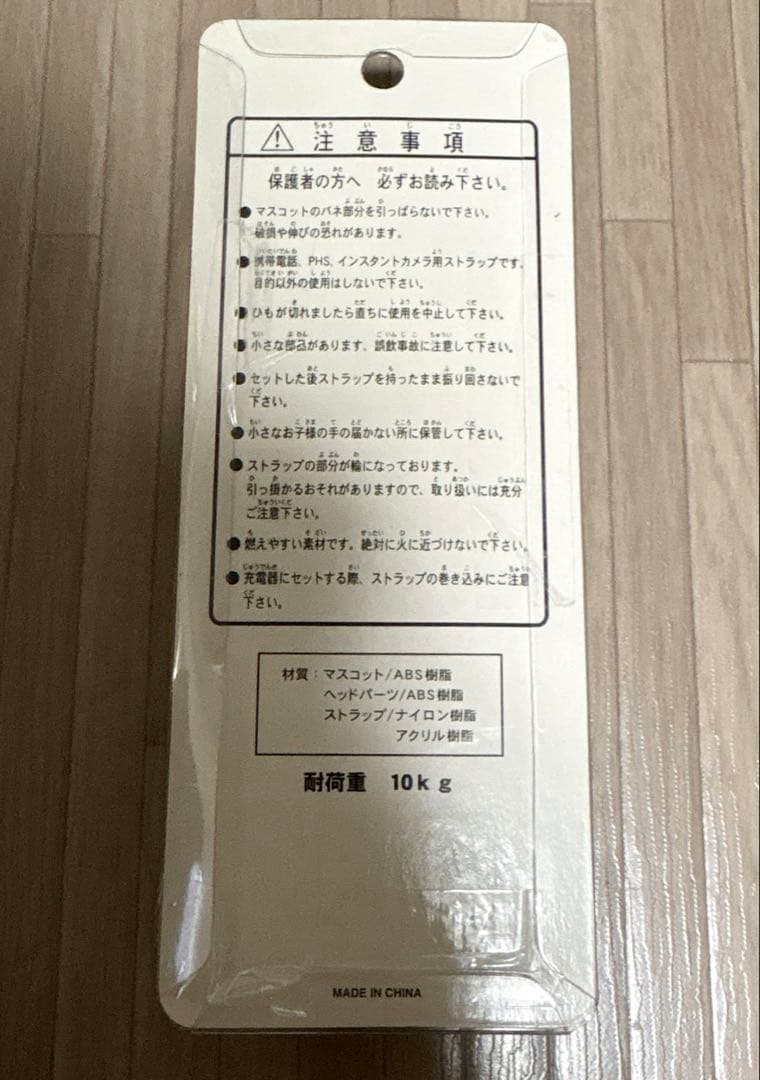 ⚠ 注意事項
保護者の方へ 必ずお読み下さい。
●マスコットのバネ部分を引っぱらないで下さい。
破損や伸びの恐れがあります。
●携帯電話、PHS、インスタントカメラ用ストラップです。
目的以外の使用はしないで下さい。
●ひもが切れましたら直ちに使用を中止して下さい。
●小さな部品があります、誤飲事故に注意して下さい。
●セットした後ストラップを持ったまま振り回さないで
下さい。
●小さなお子様の手の届かない所に保管して下さい。
●ストラップの部分が輪になっております。
引っ掛かるおそれがありますので、取り扱いには充分
ご注意下さい。
●燃えやすい素材です。絶対に火に近づけないで下さい。
●充電器にセットする際、ストラップの巻き込みにご注意
下さい。
材質:マスコット/ABS樹脂
ヘッドパーツ/ABS樹脂
ストラップ/ナイロン樹脂
アクリル樹脂
耐荷重 10kg
MADE IN CHINA